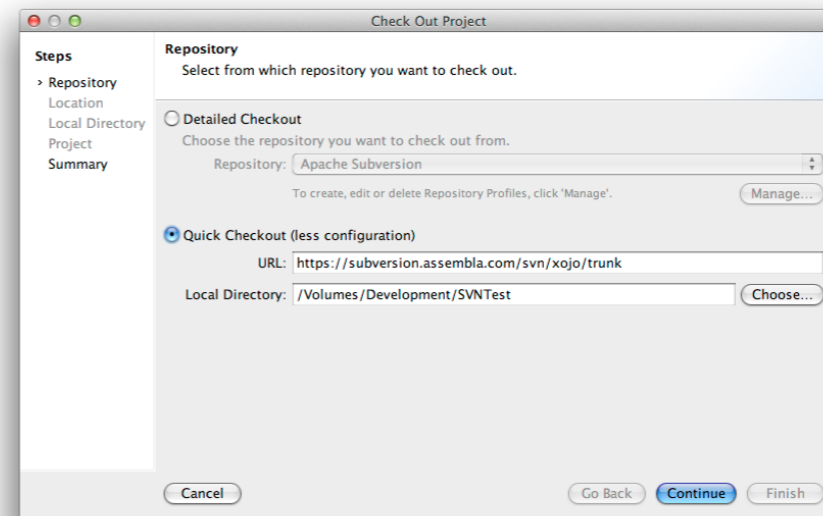 Check Out Project
Steps
› Repository
Location
Local Directory
Project
Summary
Repository
Select from which repository you want to check out.
Detailed Checkout
Choose the repository you want to check out from.
Repository: Apache Subversion
To create, edit or delete Repository Profiles, click 'Manage'. Manage...
Quick Checkout (less configuration)
URL: https://subversion.assembla.com/svn/xojo/trunk
Local Directory: /Volumes/Development/SVNTest Choose...
Cancel Go Back Continue Finish